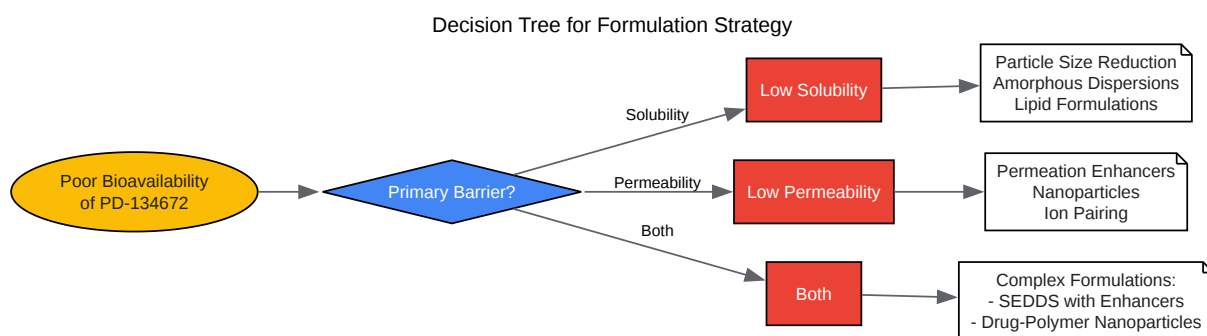 Decision Tree for Formulation Strategy
Poor Bioavailability
of PD-134672
Primary Barrier?
Solubility
Low Solubility
Particle Size Reduction
Amorphous Dispersions
Lipid Formulations
Permeability
Low Permeability
Permeation Enhancers
Nanoparticles
Ion Pairing
Both
Both
Complex Formulations:
- SEDDS with Enhancers
- Drug-Polymer Nanoparticles